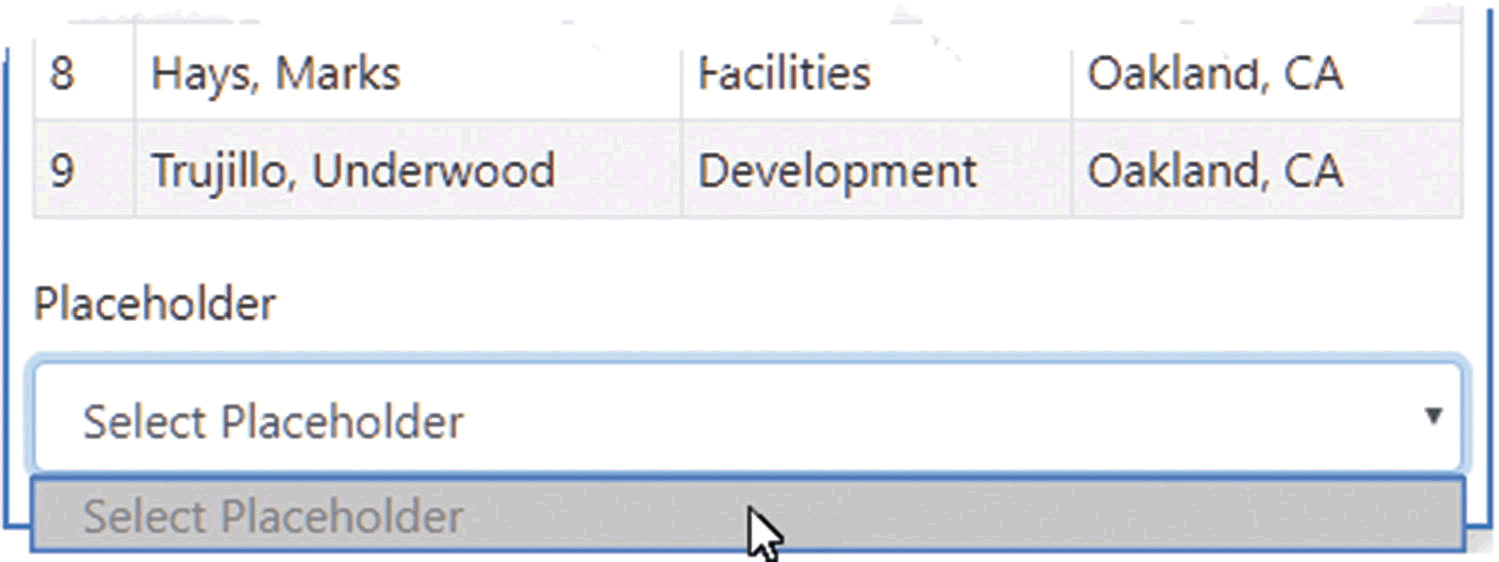 8 Hays, Marks Facilities Oakland, CA
9 Trujillo, Underwood Development Oakland, CA
Placeholder
Select Placeholder
Select Placeholder